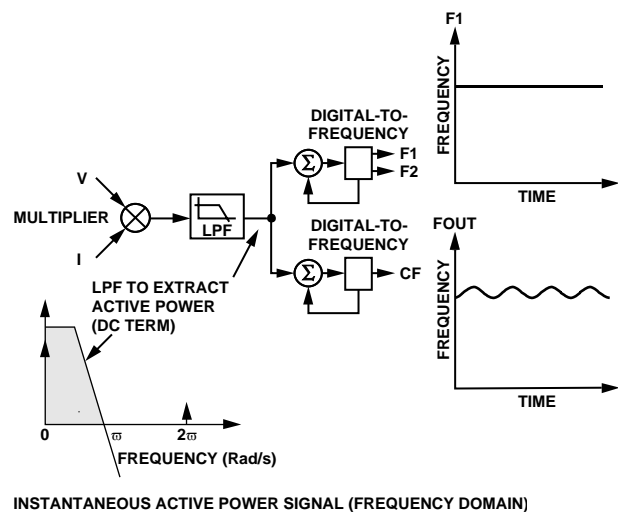 F1
FREQUENCY
TIME
DIGITAL-TO-
FREQUENCY
Σ
F1
F2
V
MULTIPLIER
I
LPF
DIGITAL-TO-
FREQUENCY
Σ
CF
FOUT
FREQUENCY
TIME
LPF TO EXTRACT
ACTIVE POWER
(DC TERM)
0
ϖ
2ϖ
FREQUENCY (Rad/s)
INSTANTANEOUS ACTIVE POWER SIGNAL (FREQUENCY DOMAIN)